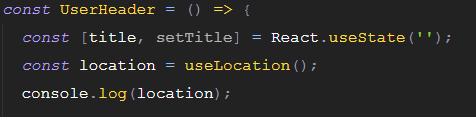 const UserHeader = () => {
const [title, setTitle] = React.useState('');
const location = useLocation();
console.log(location);